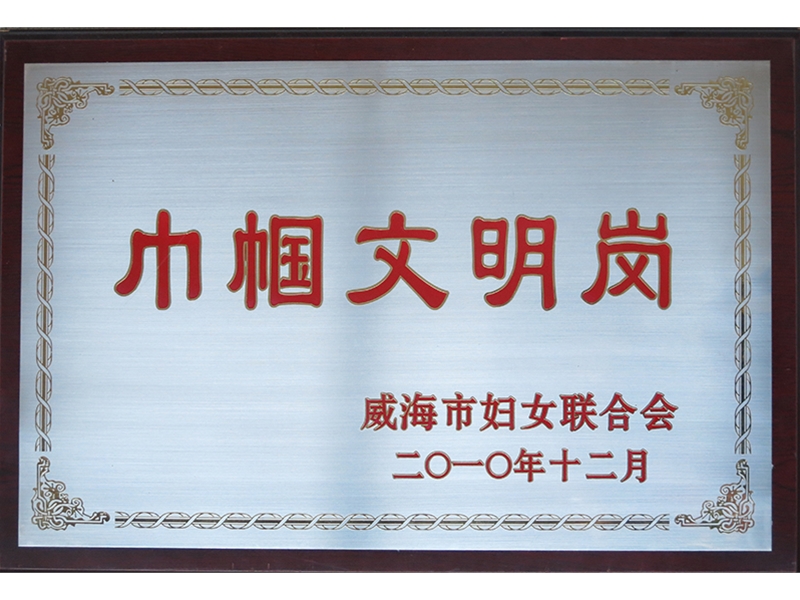 巾帼文明岗
威海市妇女联合会
二〇一〇年十二月